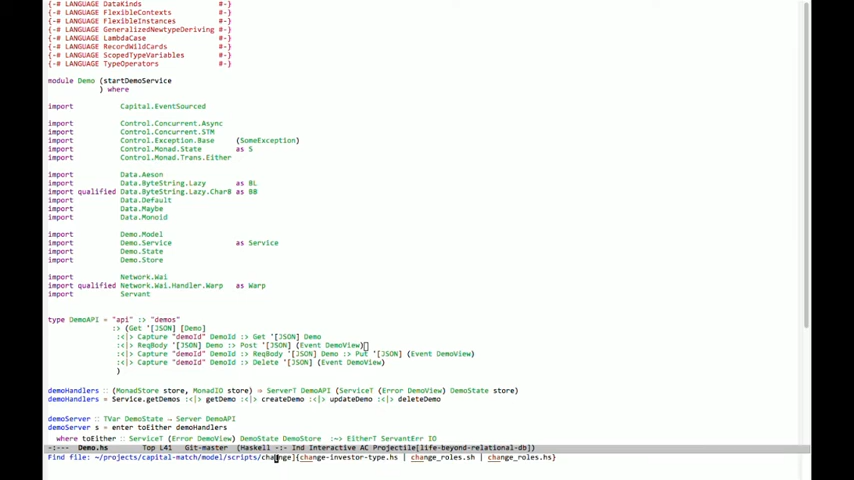 {-# LANGUAGE DataKinds #-}
{-# LANGUAGE FlexibleContexts #-}
{-# LANGUAGE FlexibleInstances #-}
{-# LANGUAGE GeneralizedNewtypeDeriving #-}
{-# LANGUAGE LambdaCase #-}
{-# LANGUAGE RecordWildCards #-}
{-# LANGUAGE ScopedTypeVariables #-}
{-# LANGUAGE TypeOperators #-}
module Demo (startDemoService
) where
import Capital.EventSourced
import Control.Concurrent.Async
import Control.Concurrent.STM
import Control.Exception.Base (SomeException)
import Control.Monad.State as S
import Control.Monad.Trans.Either
import Data.Aeson
import qualified Data.ByteString.Lazy as BL
import qualified Data.ByteString.Lazy.Char8 as BB
import Data.Default
import Data.Maybe
import Data.Monoid
import Demo.Model
import Demo.Service as Service
import Demo.State
import Demo.Store
import Network.Wai
import qualified Network.Wai.Handler.Warp as Warp
import Servant
type DemoAPI = "api" :> "demos"
:> (Get '[JSON] [Demo]
:<|> Capture "demoId" DemoId :> Get '[JSON] Demo
:<|> ReqBody '[JSON] Demo :> Post '[JSON] (Event DemoView)
:<|> Capture "demoId" DemoId :> ReqBody '[JSON] Demo :> Put '[JSON] (Event DemoView)
:<|> Capture "demoId" DemoId :> Delete '[JSON] (Event DemoView)
)
demoHandlers :: (MonadStore store, MonadIO store) ⇒ ServerT DemoAPI (ServiceT (Error DemoView) DemoState store)
demoHandlers = Service.getDemos :<|> getDemo :<|> createDemo :<|> updateDemo :<|> deleteDemo
demoServer :: TVar DemoState → Server DemoAPI
demoServer s = enter toEither demoHandlers
where toEither :: ServiceT (Error DemoView) DemoState DemoStore :~> EitherT ServantErr IO
-:--- Demo.hs Top L41 Git-master (Haskell -:- Ind Interactive AC Projectile[life-beyond-relational-db])
Find file: ~/projects/capital-match/model/scripts/change]{change-investor-type.hs | change_roles.sh | change_roles.hs}